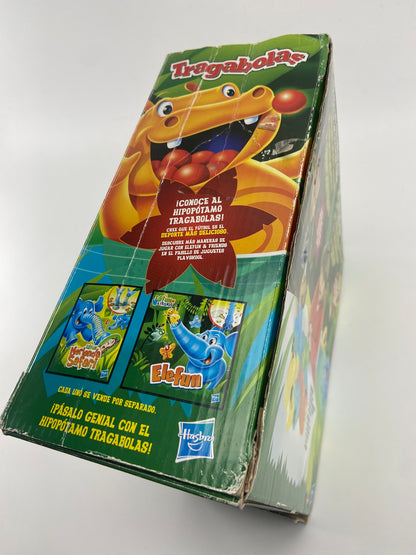 Tragabolas
¡CONOCE AL
HIPOPÓTAMO
TRAGABOLAS!
CREE QUE EL FÚTBOL ES EL
DEPORTE MÁS DELICIOSO.
DESCUBRE MÁS MANERAS DE
JUGAR CON ELEFUN & FRIENDS
EN EL PASILLO DE JUGUETES
PLAYSKOOL.
Elefun
CADA UNO SE VENDE POR SEPARADO.
¡PÁSALO GENIAL CON EL
HIPOPÓTAMO TRAGABOLAS!
Hasbro